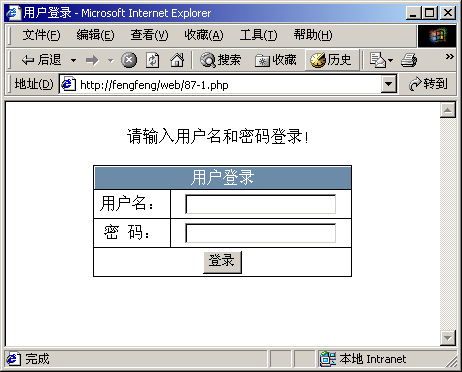 用户登录 - Microsoft Internet Explorer
文件(F) 编辑(E) 查看(V) 收藏(A) 工具(T) 帮助(H)
后退 搜索 收藏 历史
地址(D) http://fengfeng/web/87-1.php 转到
请输入用户名和密码登录!
用户登录
用户名:
密 码:
登录
完成 本地 Intranet